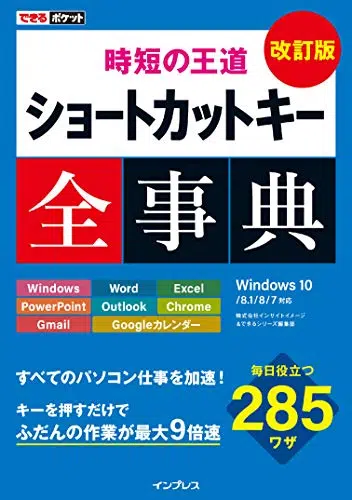 できる ポケット
改訂版
時短の王道
ショートカットキー
全事典
Windows Word Excel
PowerPoint Outlook Chrome
Gmail Googleカレンダー
Windows 10
/8.1/8/7 対応
株式会社インサイトイメージ
&できるシリーズ編集部
すべてのパソコン仕事を加速!
キーを押すだけで
ふだんの作業が最大9倍速
毎日役立つ
285
ワザ
インプレス